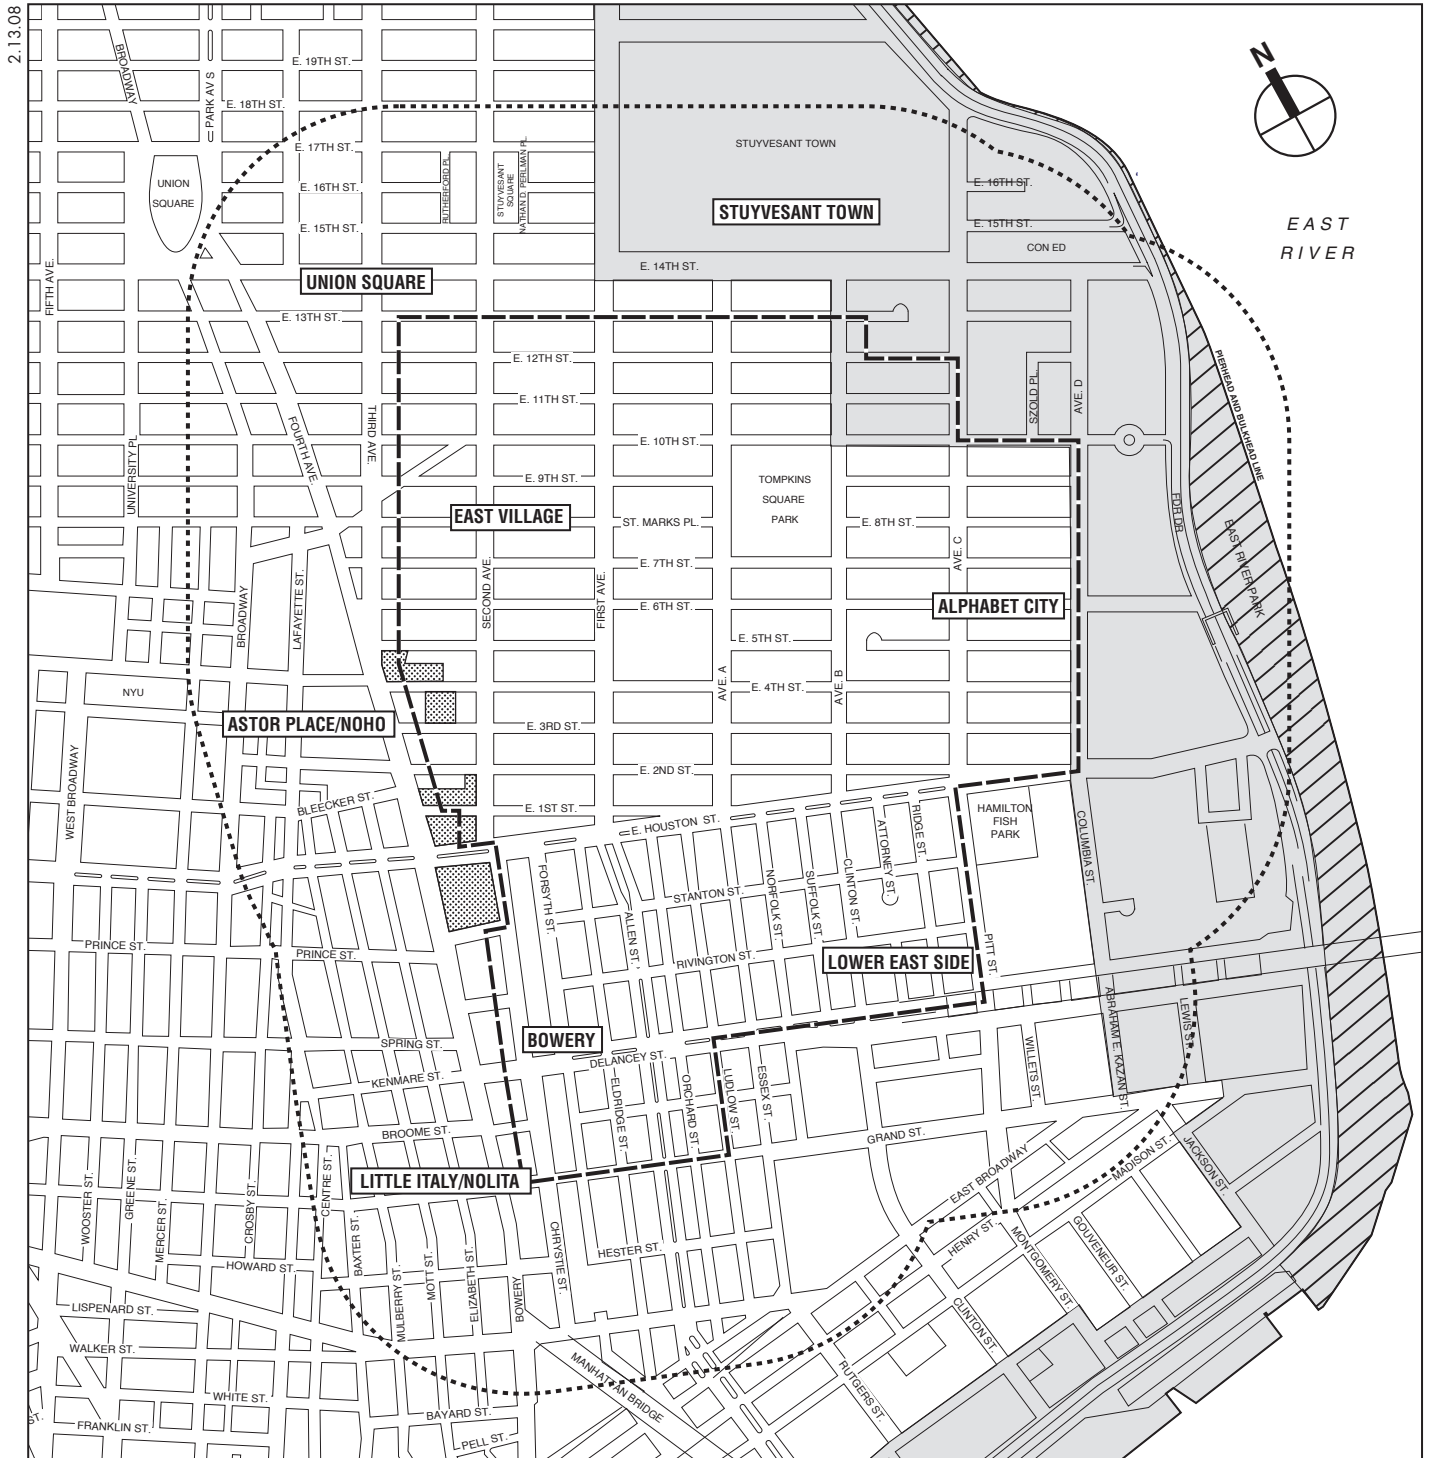 2.13.08
BROADWAY
PARK AV S
E. 19TH ST.
E. 18TH ST.
E. 17TH ST.
E. 16TH ST.
E. 15TH ST.
UNION
SQUARE
RUTHERFORD PL.
STUYVESANT
SQUARE
NATHAN D. PERLMAN PL.
STUYVESANT TOWN
STUYVESANT TOWN
E. 16TH ST.
E. 15TH ST.
CON ED
N
EAST
RIVER
E. 14TH ST.
UNION SQUARE
FIFTH AVE.
E. 13TH ST.
E. 12TH ST.
E. 11TH ST.
E. 10TH ST.
E. 9TH ST.
UNIVERSITY PL
FOURTH AVE.
THIRD AVE.
SZOLD PL.
AVE. D
PIERHEAD AND BULKHEAD LINE
TOMPKINS
SQUARE
PARK
EAST VILLAGE
ST. MARKS PL.
E. 8TH ST.
FDR DR
EAST RIVER PARK
E. 7TH ST.
AVE. C
SECOND AVE.
FIRST AVE.
E. 6TH ST.
ALPHABET CITY
BROADWAY
LAFAYETTE ST.
E. 5TH ST.
AVE. A
AVE. B
E. 4TH ST.
NYU
ASTOR PLACE/NOHO
E. 3RD ST.
E. 2ND ST.
WEST BROADWAY
BLEECKER ST.
E. 1ST ST.
E. HOUSTON ST.
HAMILTON
FISH
PARK
RIDGE ST.
ATTORNEY ST.
COLUMBIA ST.
FORSYTH ST.
STANTON ST.
NORFOLK ST.
SUFFOLK ST.
CLINTON ST.
ALLEN ST.
PRINCE ST.
PRINCE ST.
RIVINGTON ST.
LOWER EAST SIDE
PITT ST.
ABRAHAM E. KAZAN ST.
LEWIS ST.
BOWERY
SPRING ST.
DELANCEY ST.
KENMARE ST.
ELDRIDGE ST.
ORCHARD ST.
LUDLOW ST.
ESSEX ST.
WILLETS ST.
BROOME ST.
GRAND ST.
LITTLE ITALY/NOLITA
EAST BROADWAY
MADISON ST.
JACKSON ST.
WOOSTER ST.
GREENE ST.
MERCER ST.
CROSBY ST.
CENTRE ST.
BAXTER ST.
MULBERRY ST.
MOTT ST.
ELIZABETH ST.
BOWERY
CHRYSTIE ST.
HESTER ST.
HENRY ST.
MONTGOMERY ST.
GOUVENEUR ST.
HOWARD ST.
LISPENARD ST.
WALKER ST.
CLINTON ST.
MANHATTAN BRIDGE
RUTGERS ST.
WHITE ST.
BAYARD ST.
ST.
FRANKLIN ST.
PELL ST.